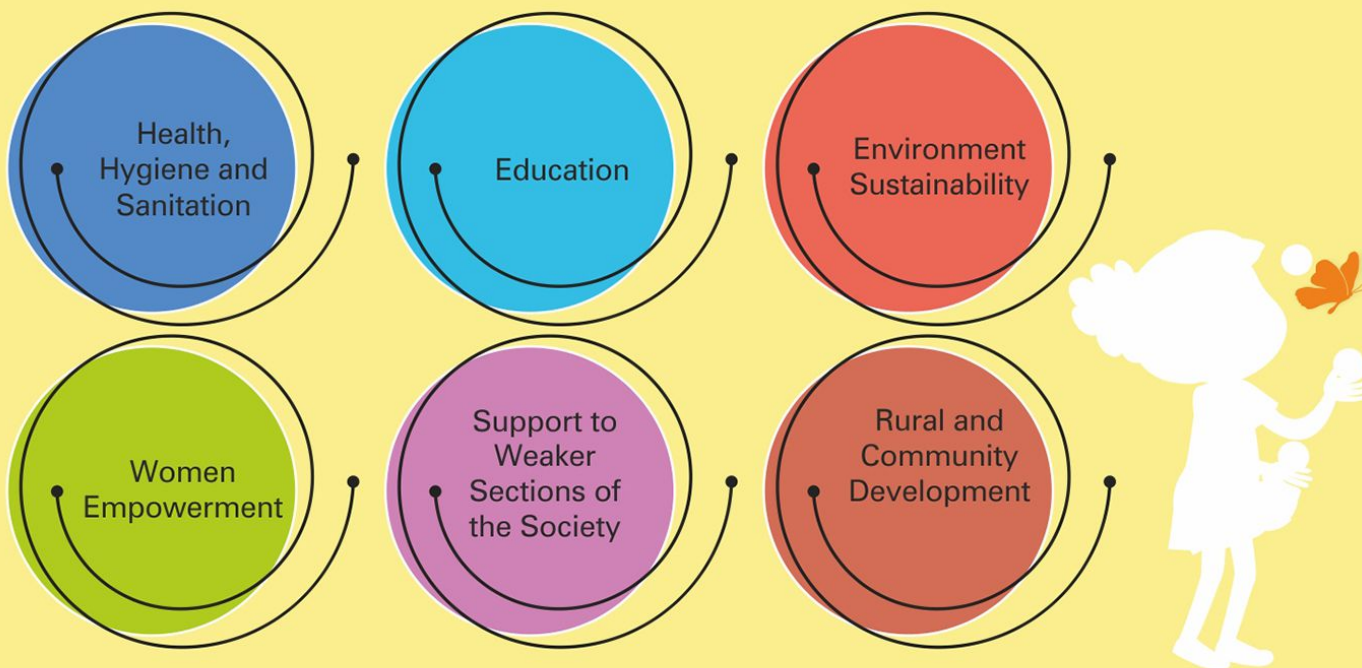 Health,
Hygiene and
Sanitation
Education
Environment
Sustainability
Women
Empowerment
Support to
Weaker
Sections of
the Society
Rural and
Community
Development